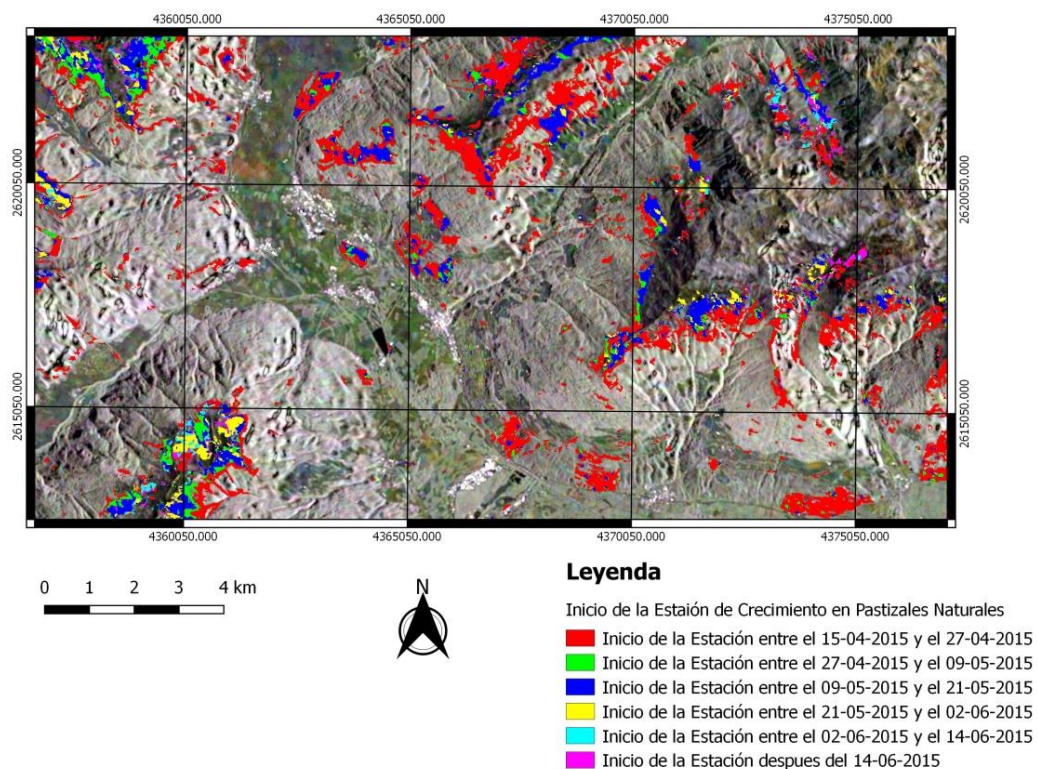 4360050.000 4365050.000 4370050.000 4375050.000
2620050.000 2620050.000
2615050.000 2615050.000
4360050.000 4365050.000 4370050.000 4375050.000
0 1 2 3 4 km
N
Leyenda
Inicio de la Estaión de Crecimiento en Pastizales Naturales
Inicio de la Estación entre el 15-04-2015 y el 27-04-2015
Inicio de la Estación entre el 27-04-2015 y el 09-05-2015
Inicio de la Estación entre el 09-05-2015 y el 21-05-2015
Inicio de la Estación entre el 21-05-2015 y el 02-06-2015
Inicio de la Estación entre el 02-06-2015 y el 14-06-2015
Inicio de la Estación despues del 14-06-2015